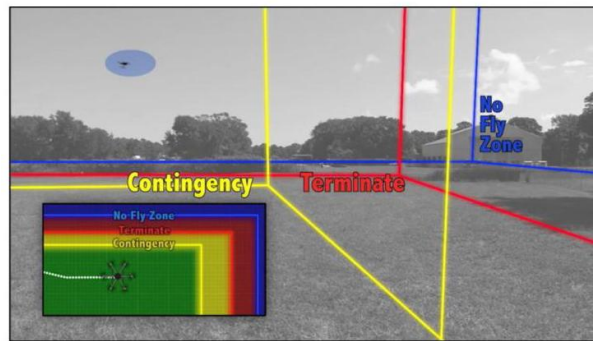 No
Fly
Zone
Contingency Terminate
No Fly Zone
Terminate
Contingency